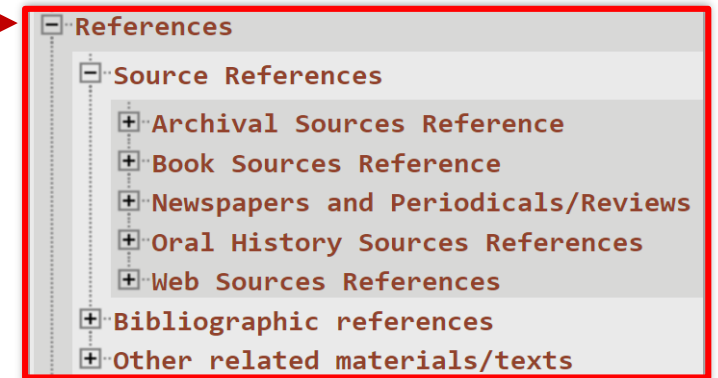 References
Source References
Archival Sources Reference
Book Sources Reference
Newspapers and Periodicals/Reviews
Oral History Sources References
Web Sources References
Bibliographic references
Other related materials/texts